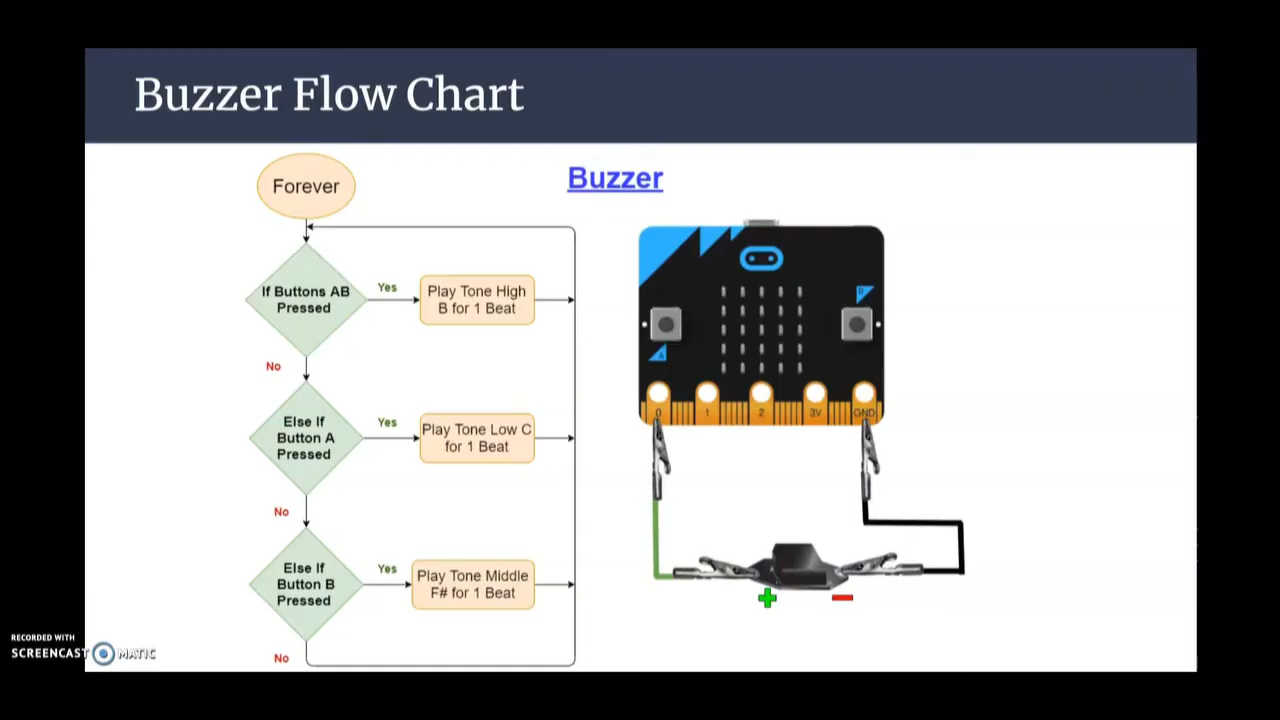 Buzzer Flow Chart
Forever
Buzzer
If Buttons AB
Pressed
Yes
Play Tone High
B for 1 Beat
No
Else If
Button A
Pressed
Yes
Play Tone Low C
for 1 Beat
No
Else If
Button B
Pressed
Yes
Play Tone Middle
F# for 1 Beat
No
A
B
0
1
2
3V
GND
RECORDED WITH
SCREENCAST MATIC